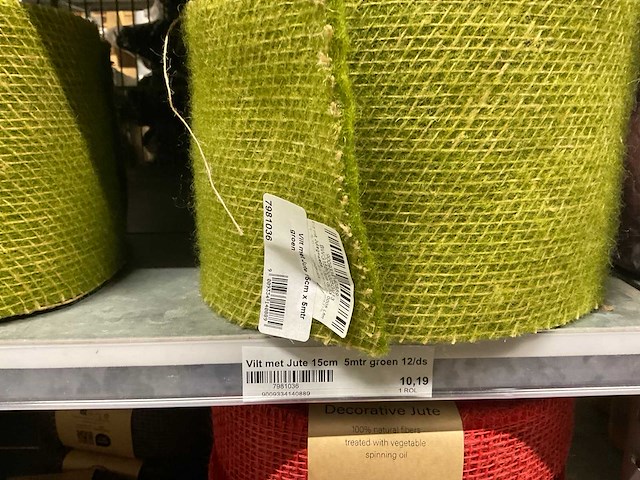 7981036
Vilt met Jute 15cm x 5mtr
groen
Vilt met Jute 15cm 5mtr groen 12/ds
7981036
10,19
9009334140889
1 ROL
Decorative Jute
100% natural fibers
treated with vegetable
spinning oil